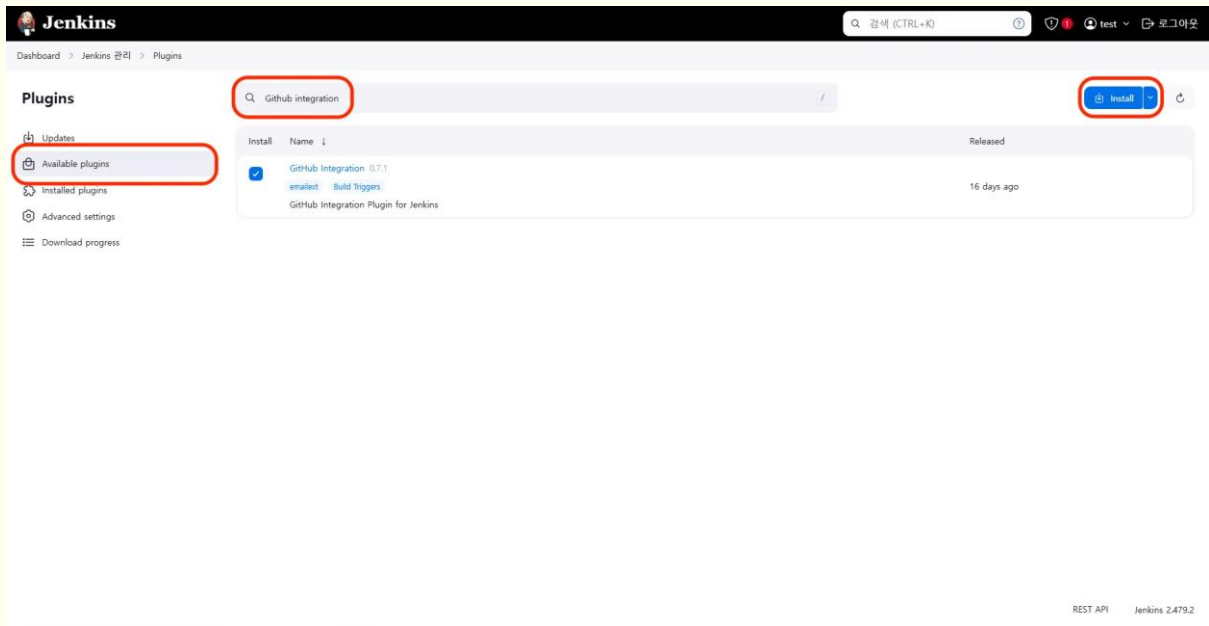 Jenkins
검색 (CTRL+K)
1
test
로그아웃
Dashboard > Jenkins 관리 > Plugins
Plugins
Github integration
/
Install
Updates
Available plugins
Installed plugins
Advanced settings
Download progress
Install Name ↓ Released
GitHub Integration 0.7.1
emailext Build Triggers
GitHub Integration Plugin for Jenkins
16 days ago
REST API Jenkins 2.479.2